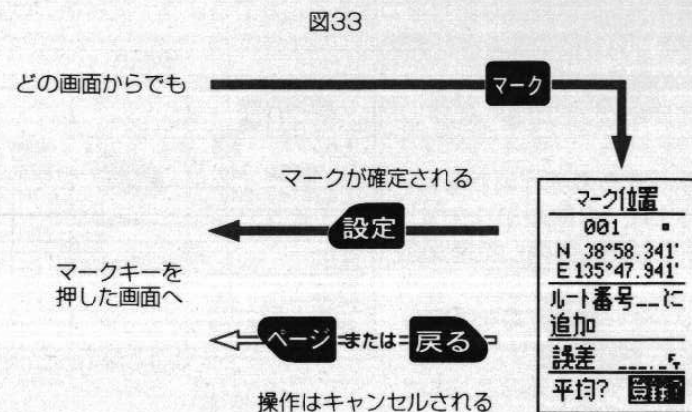 図33
どの画面からでも
マーク
マーク位置
001
N 38°58.341'
E 135°47.941'
ルート番号__に
追加
誤差 ___._FT
平均? 登録
マークが確定される
設定
マークキーを
押した画面へ
ページ または 戻る
操作はキャンセルされる